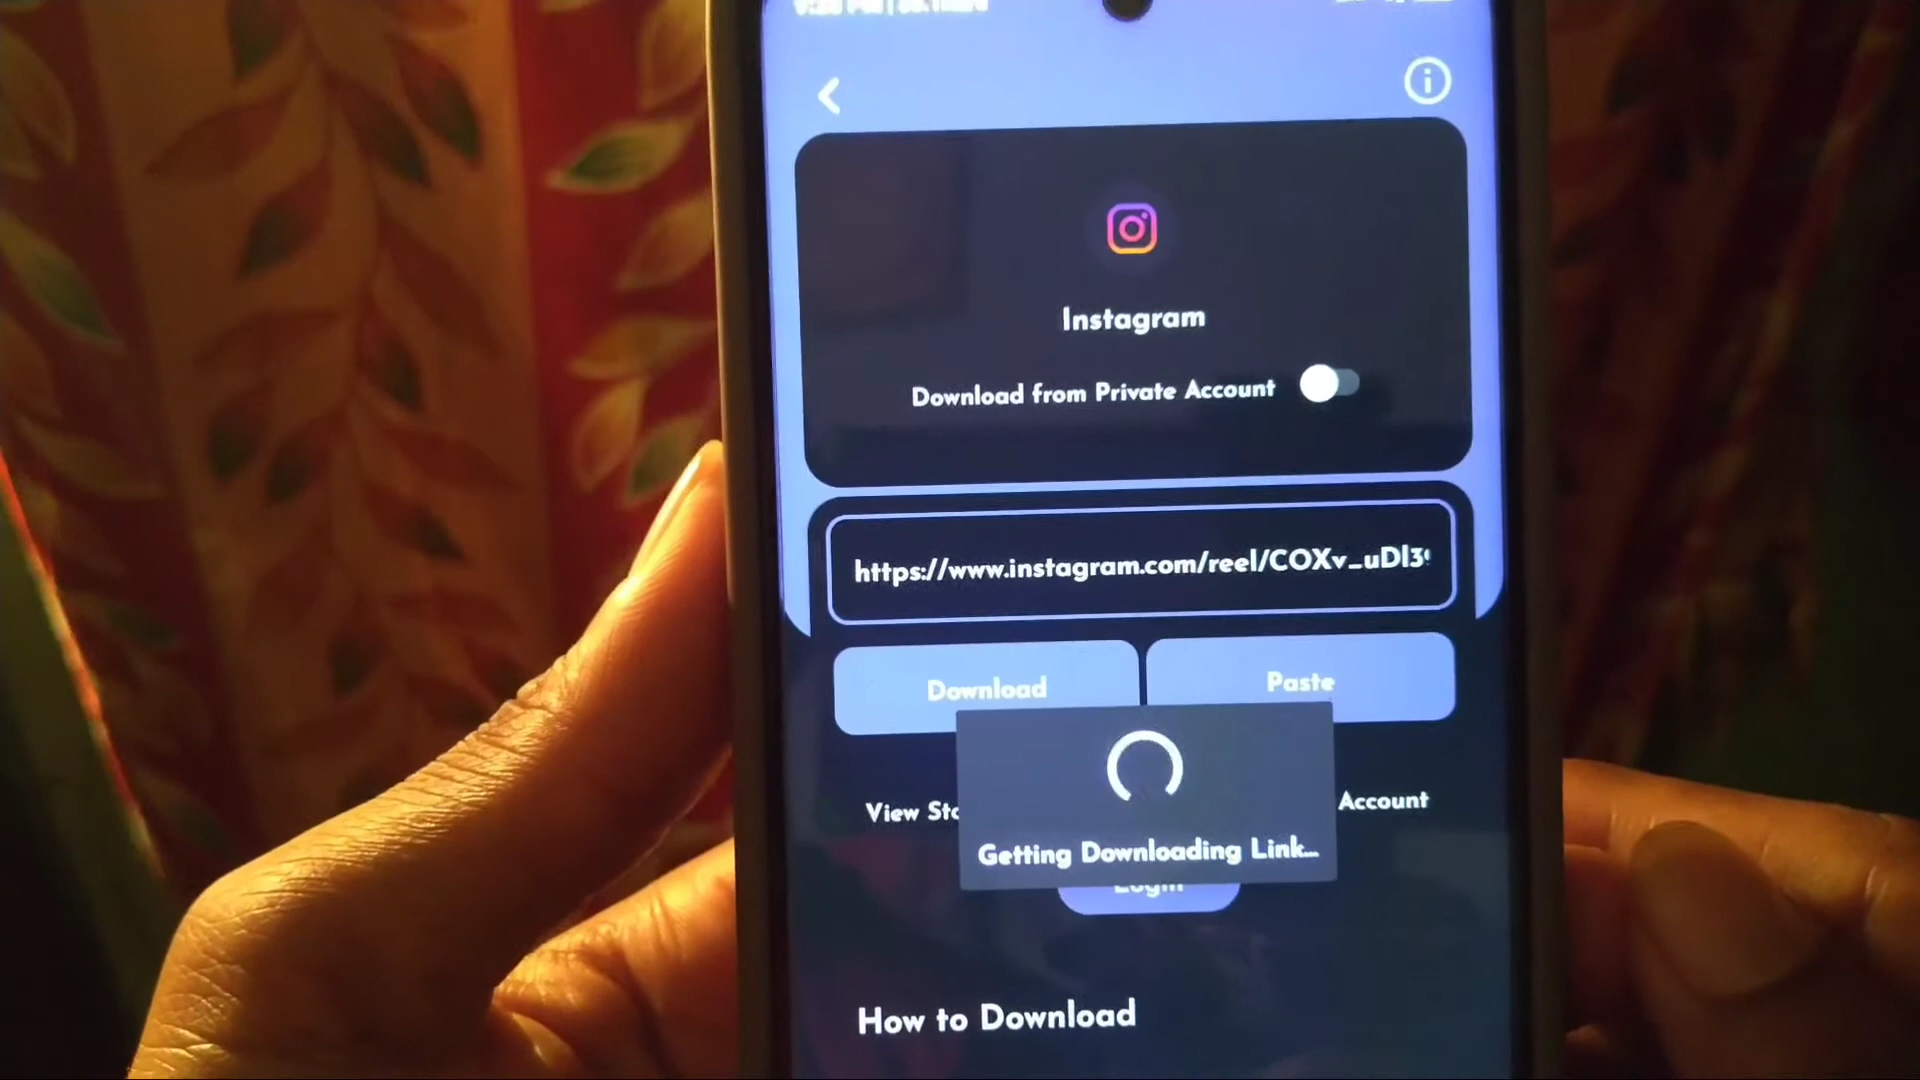 Instagram
Download from Private Account
https://www.instagram.com/reel/COXv_uDl3
Download
Paste
View
Account
Getting Downloading Link...
Login
How to Download